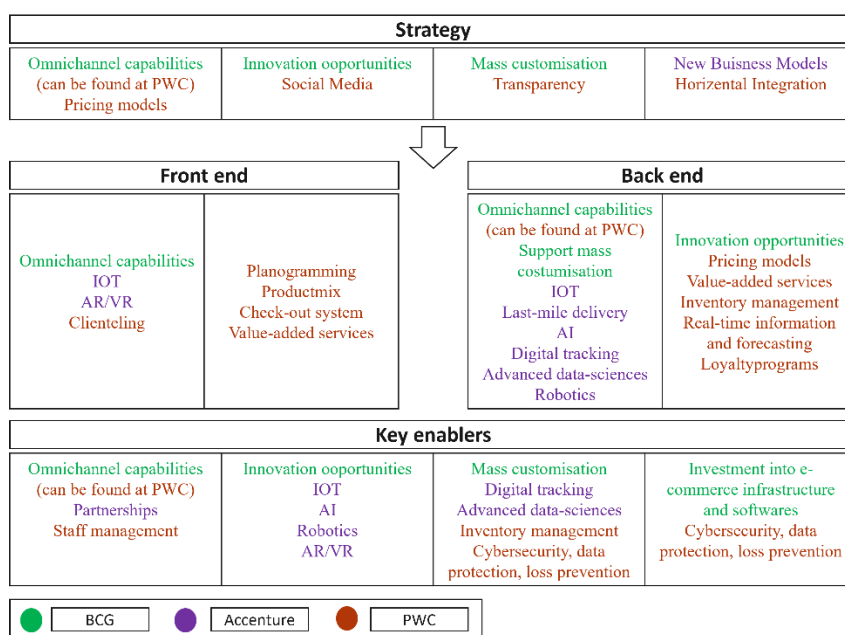 Strategy
Omnichannel capabilities
(can be found at PWC)
Pricing models
Innovation ooportunities
Social Media
Mass customisation
Transparency
New Buisness Models
Horizental Integration
Front end
Omnichannel capabilities
IOT
AR/VR
Clienteling
Planogramming
Productmix
Check-out system
Value-added services
Back end
Omnichannel capabilities
(can be found at PWC)
Support mass
costumisation
IOT
Last-mile delivery
AI
Digital tracking
Advanced data-sciences
Robotics
Innovation opportunities
Pricing models
Value-added services
Inventory management
Real-time information
and forecasting
Loyaltyprograms
Key enablers
Omnichannel capabilities
(can be found at PWC)
Partnerships
Staff management
Innovation ooportunities
IOT
AI
Robotics
AR/VR
Mass customisation
Digital tracking
Advanced data-sciences
Inventory management
Cybersecurity, data
protection, loss prevention
Investment into e-
commerce infrastructure
and softwares
Cybersecurity, data
protection, loss prevention
BCG
Accenture
PWC